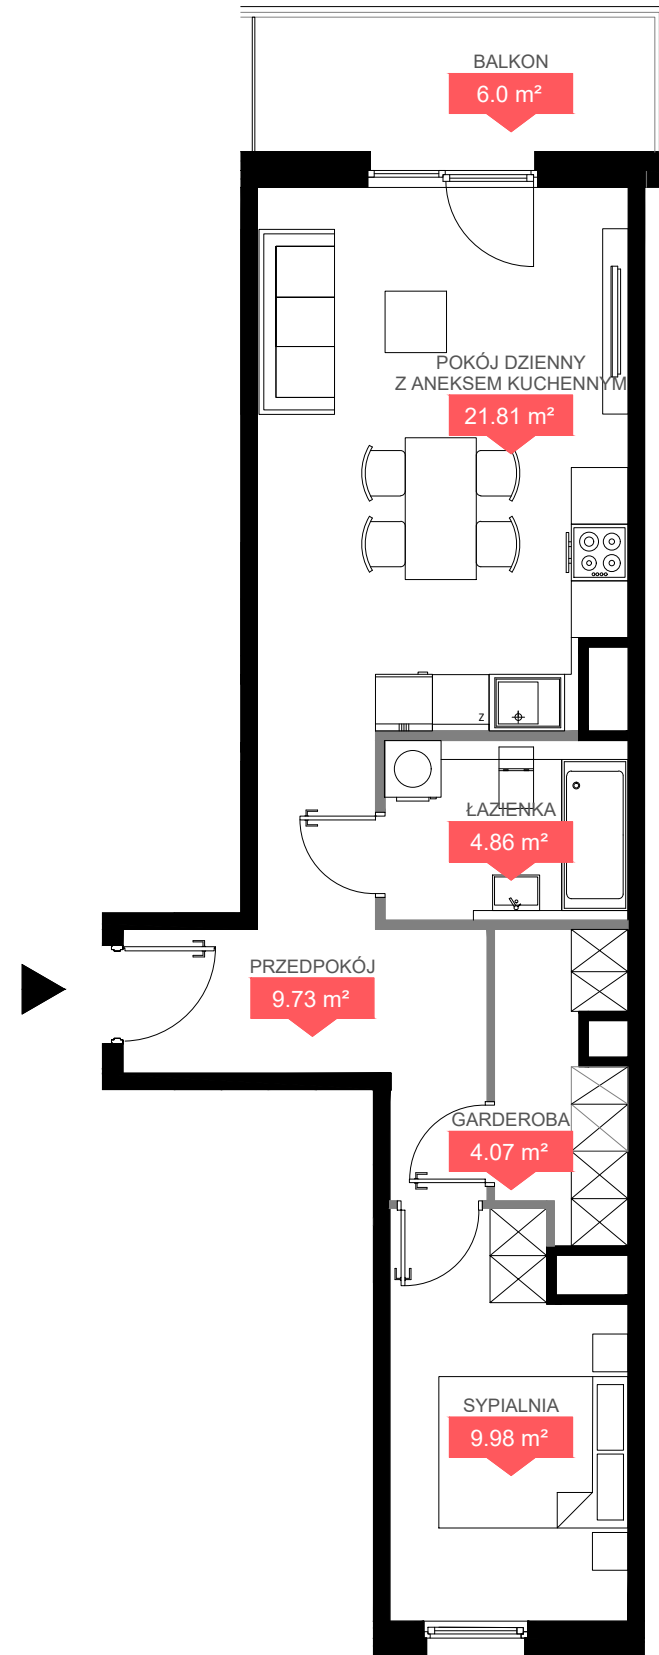 BALKON
6.0 m²
POKÓJ DZIENNY
Z ANEKSEM KUCHENNYM
21.81 m²
Z
ŁAZIENKA
4.86 m²
PRZEDPOKÓJ
9.73 m²
GARDEROBA
4.07 m²
SYPIALNIA
9.98 m²